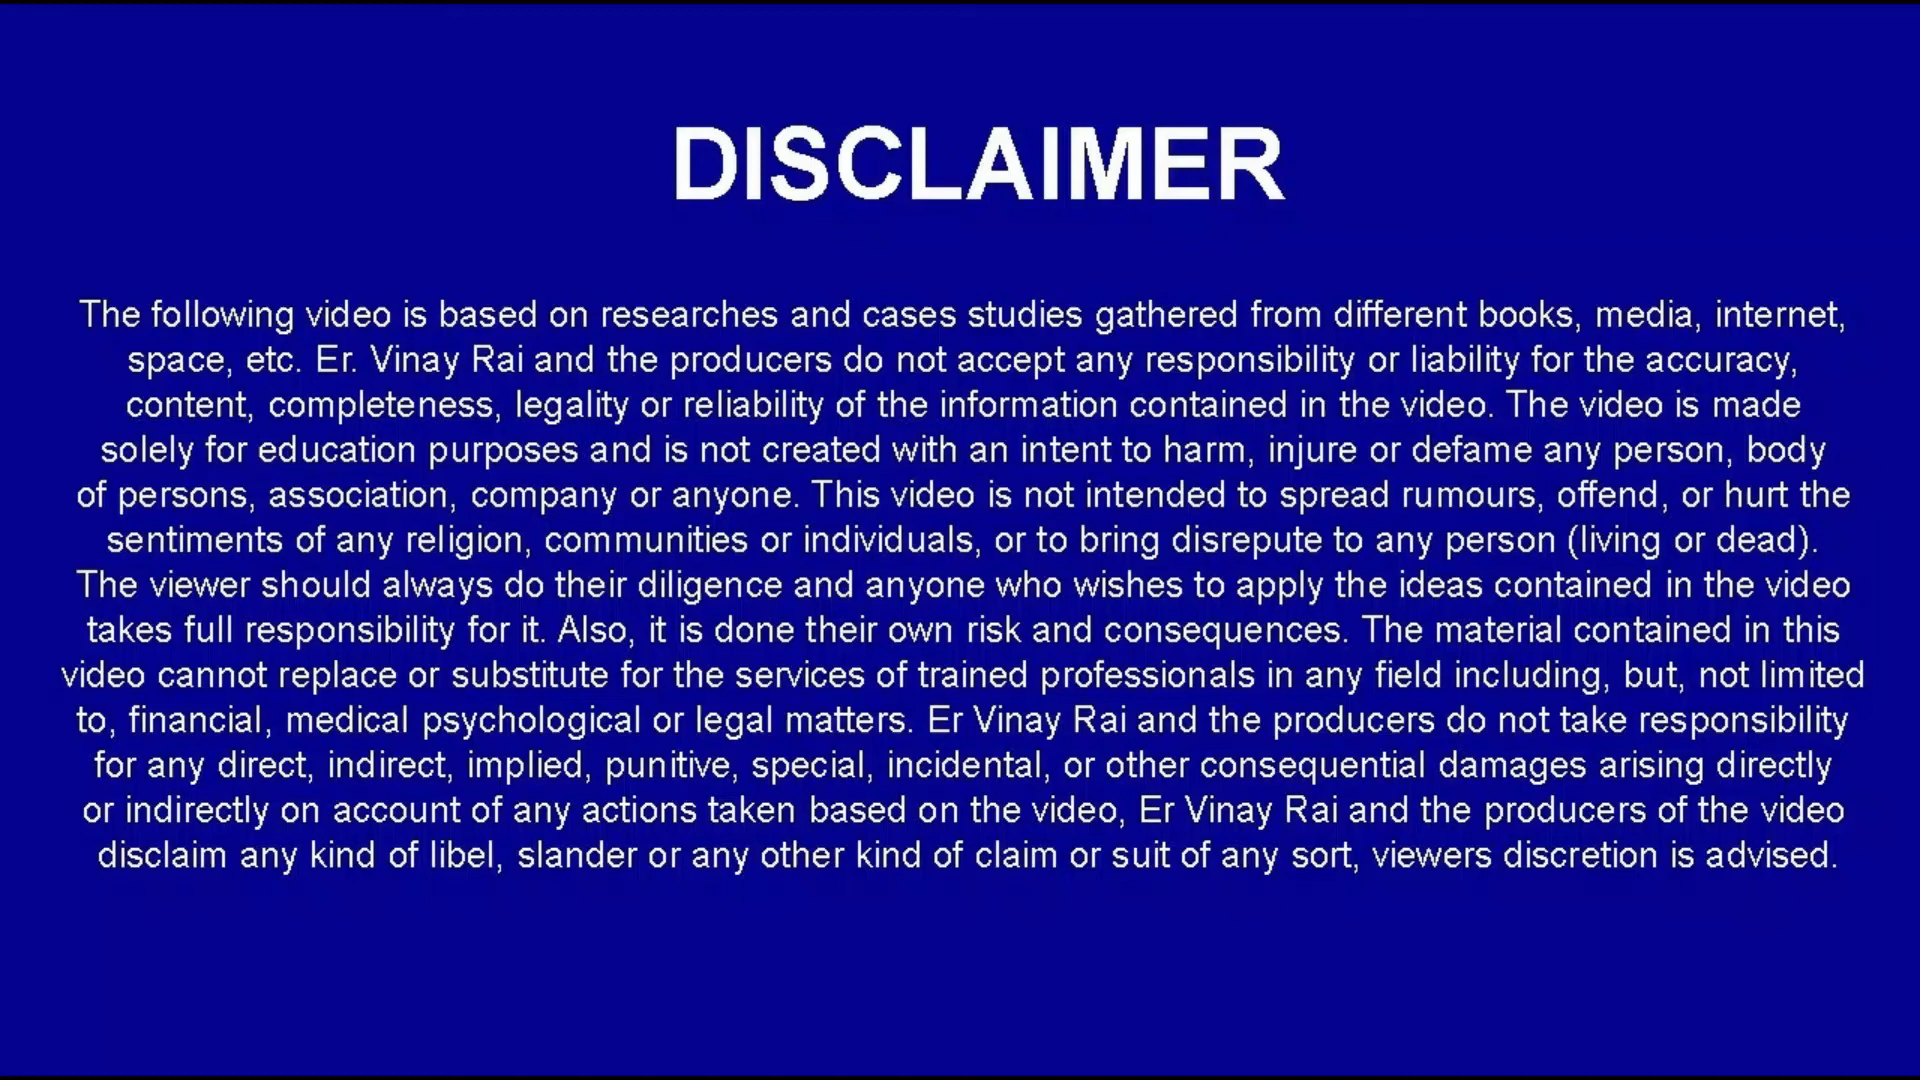 DISCLAIMER
The following video is based on researches and cases studies gathered from different books, media, internet,
space, etc. Er. Vinay Rai and the producers do not accept any responsibility or liability for the accuracy,
content, completeness, legality or reliability of the information contained in the video. The video is made
solely for education purposes and is not created with an intent to harm, injure or defame any person, body
of persons, association, company or anyone. This video is not intended to spread rumours, offend, or hurt the
sentiments of any religion, communities or individuals, or to bring disrepute to any person (living or dead).
The viewer should always do their diligence and anyone who wishes to apply the ideas contained in the video
takes full responsibility for it. Also, it is done their own risk and consequences. The material contained in this
video cannot replace or substitute for the services of trained professionals in any field including, but, not limited
to, financial, medical psychological or legal matters. Er Vinay Rai and the producers do not take responsibility
for any direct, indirect, implied, punitive, special, incidental, or other consequential damages arising directly
or indirectly on account of any actions taken based on the video, Er Vinay Rai and the producers of the video
disclaim any kind of libel, slander or any other kind of claim or suit of any sort, viewers discretion is advised.